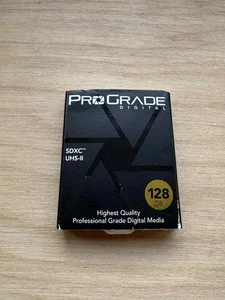 PROGRADE
DIGITAL
SDXC™
UHS-II
128
GB
Highest Quality
Professional Grade Digital Media